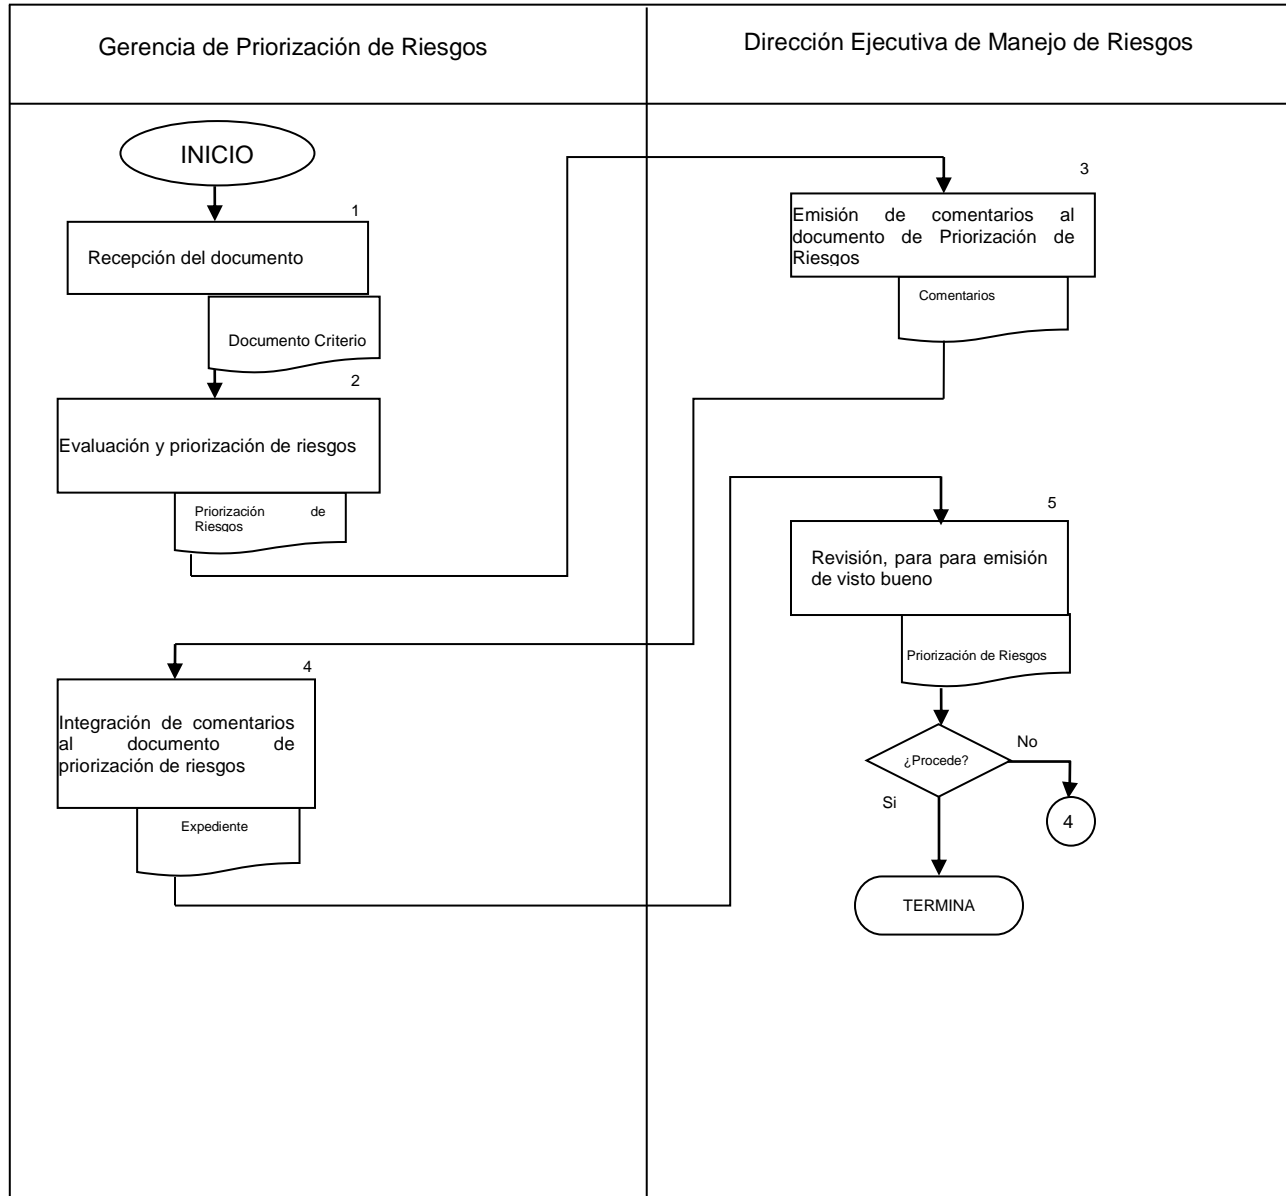 Gerencia de Priorización de Riesgos
Dirección Ejecutiva de Manejo de Riesgos
INICIO
1
Recepción del documento
Documento Criterio
2
Evaluación y priorización de riesgos
Priorización de
Riesgos
3
Emisión de comentarios al
documento de Priorización de
Riesgos
Comentarios
4
Integración de comentarios
al documento de
priorización de riesgos
Expediente
5
Revisión, para para emisión
de visto bueno
Priorización de Riesgos
¿Procede?
No
Si
4
TERMINA